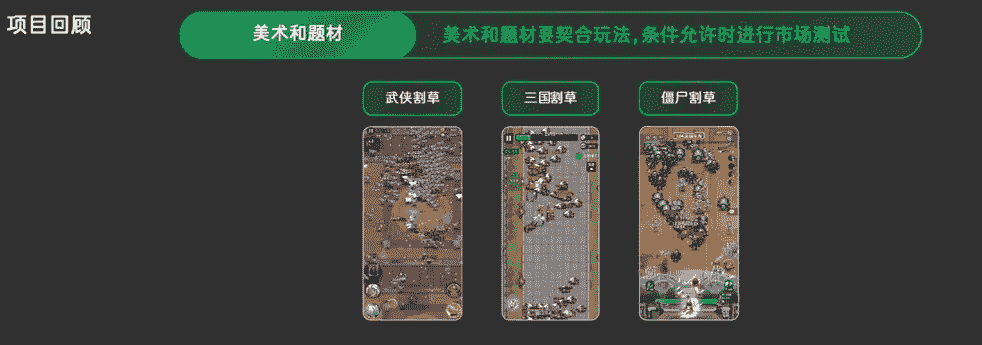 项目回顾
美术和题材
美术和题材要契合玩法,条件允许时进行市场测试
武侠割草
三国割草
僵尸割草